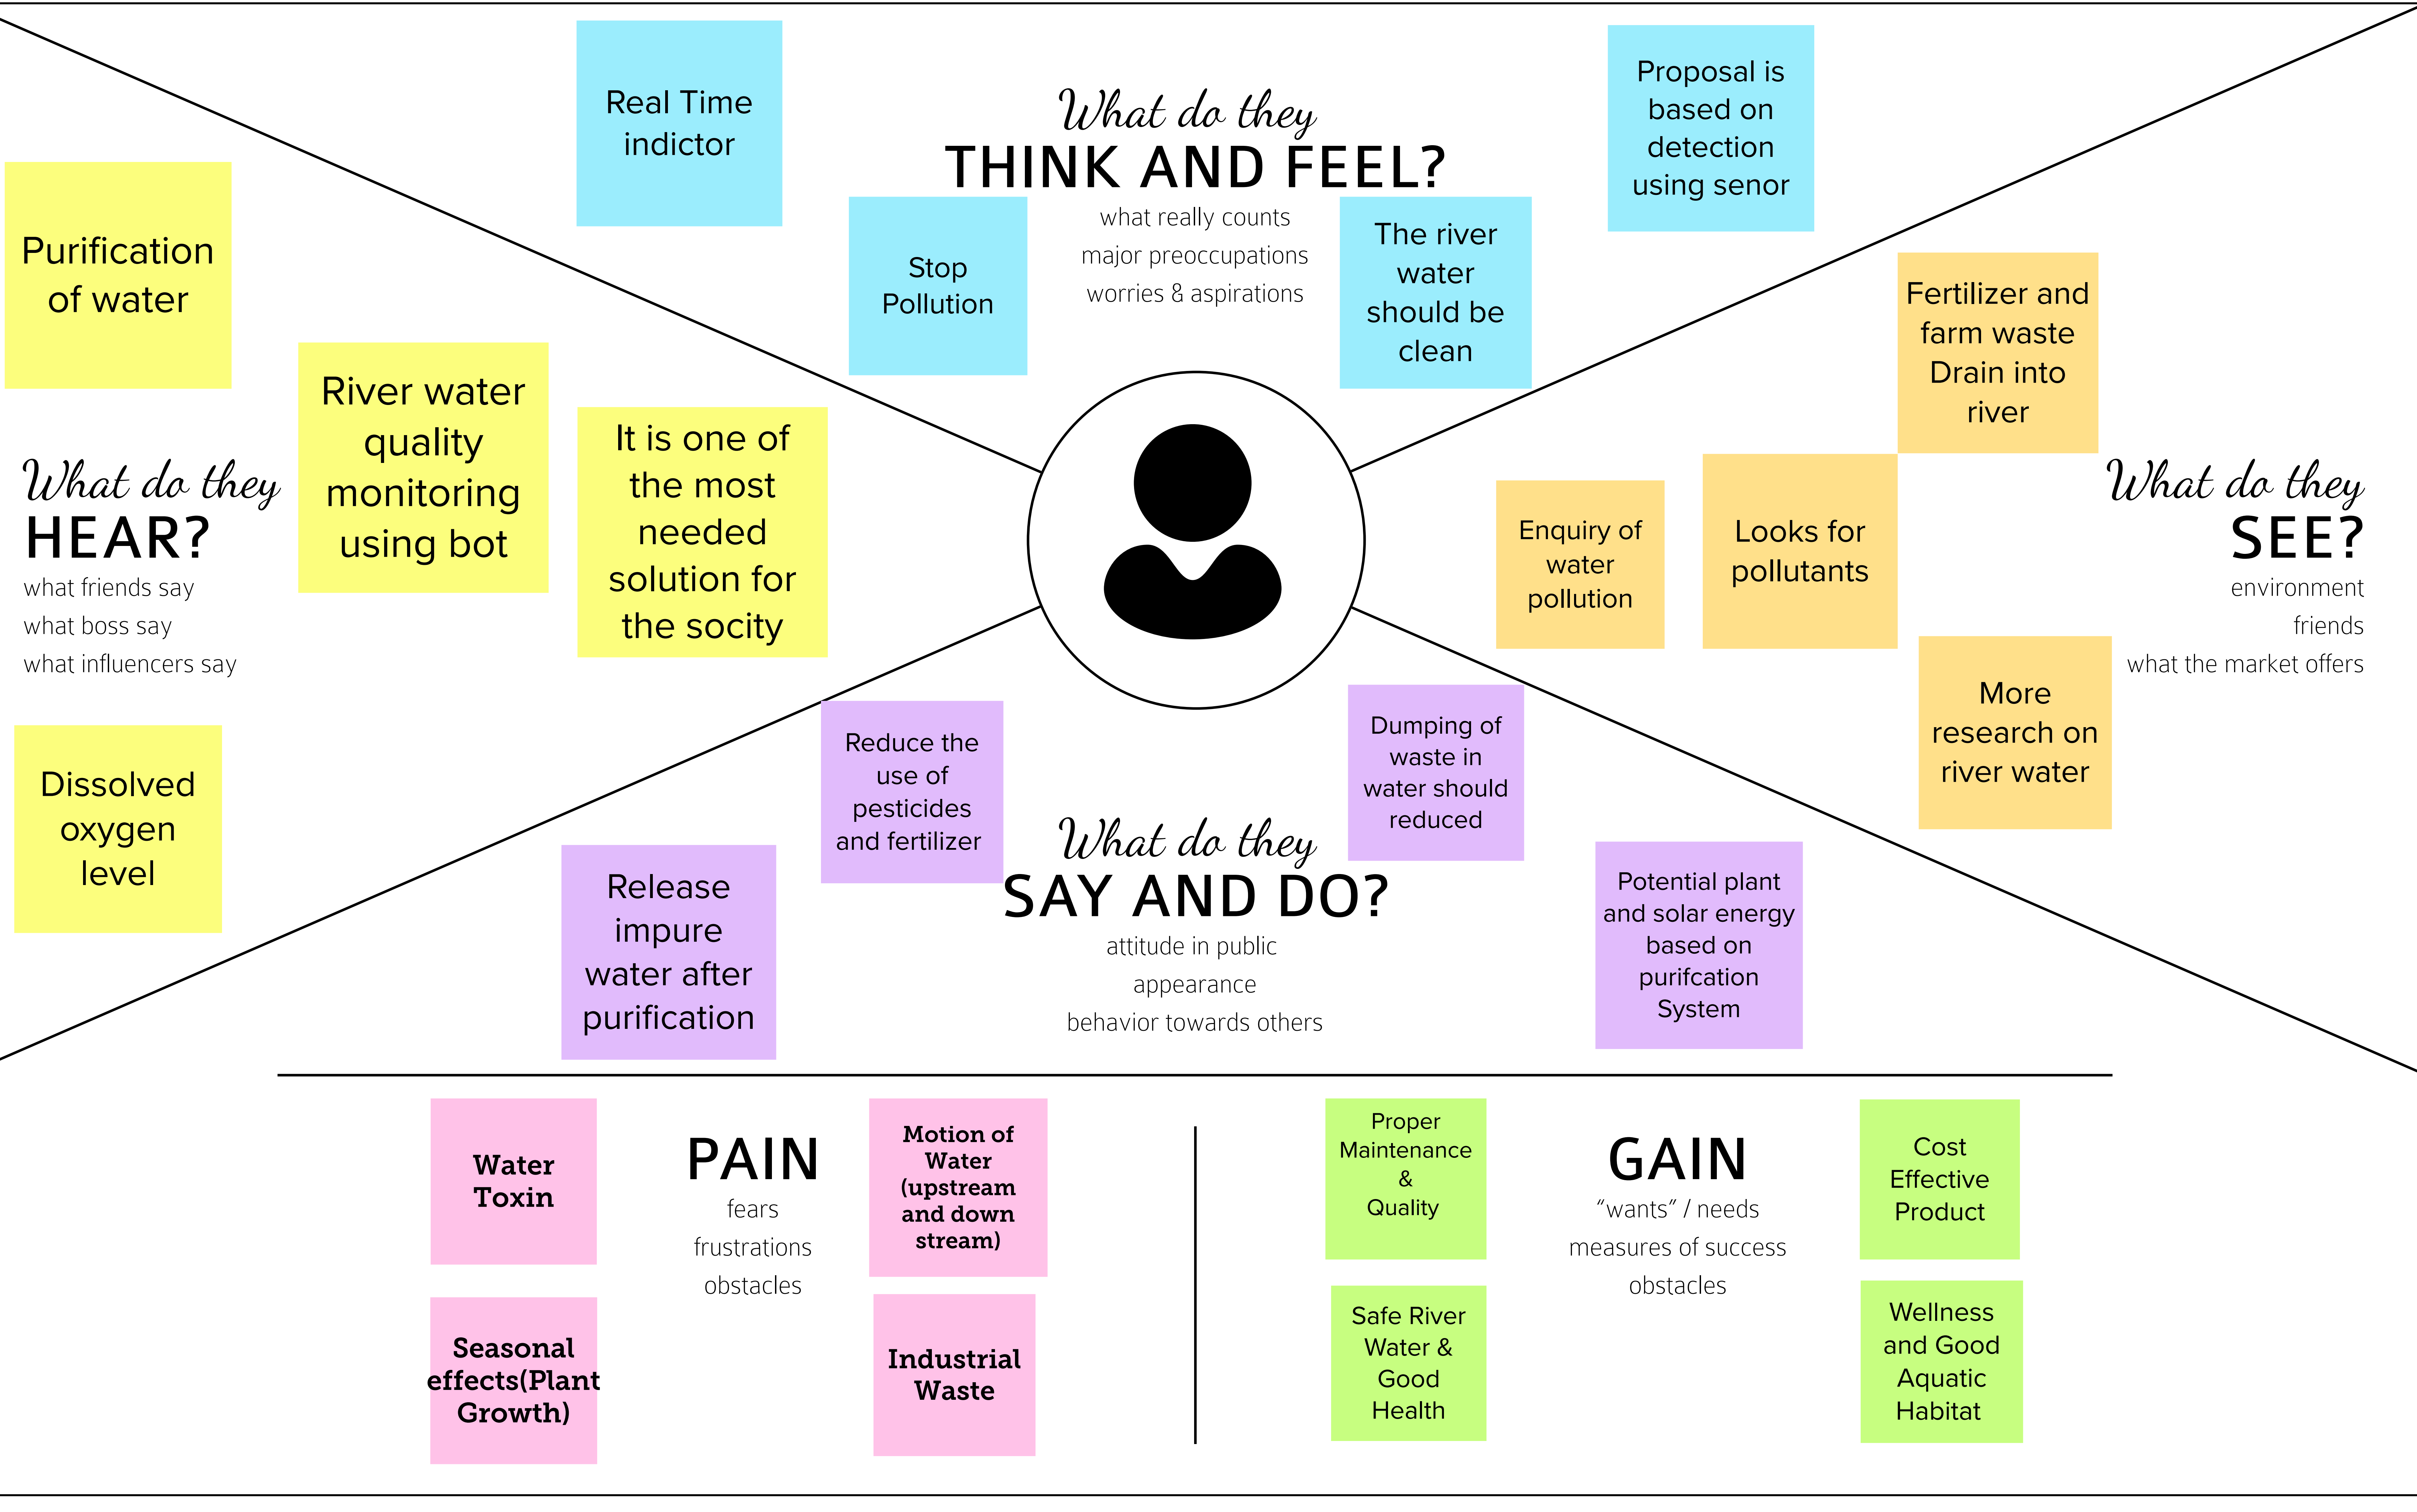 Real Time
indictor
What do they
THINK AND FEEL?
what really counts
major preoccupations
worries & aspirations
Stop
Pollution
The river
water
should be
clean
Proposal is
based on
detection
using senor
Purification
of water
River water
quality
monitoring
using bot
It is one of
the most
needed
solution for
the socity
What do they
HEAR?
what friends say
what boss say
what influencers say
Dissolved
oxygen
level
Fertilizer and
farm waste
Drain into
river
Enquiry of
water
pollution
Looks for
pollutants
What do they
SEE?
environment
friends
what the market offers
More
research on
river water
Reduce the
use of
pesticides
and fertilizer
Release
impure
water after
purification
What do they
SAY AND DO?
attitude in public
appearance
behavior towards others
Dumping of
waste in
water should
reduced
Potential plant
and solar energy
based on
purifcation
System
Water
Toxin
PAIN
fears
frustrations
obstacles
Motion of
Water
(upstream
and down
stream)
Seasonal
effects(Plant
Growth)
Industrial
Waste
Proper
Maintenance
&
Quality
GAIN
“wants” / needs
measures of success
obstacles
Cost
Effective
Product
Safe River
Water &
Good
Health
Wellness
and Good
Aquatic
Habitat